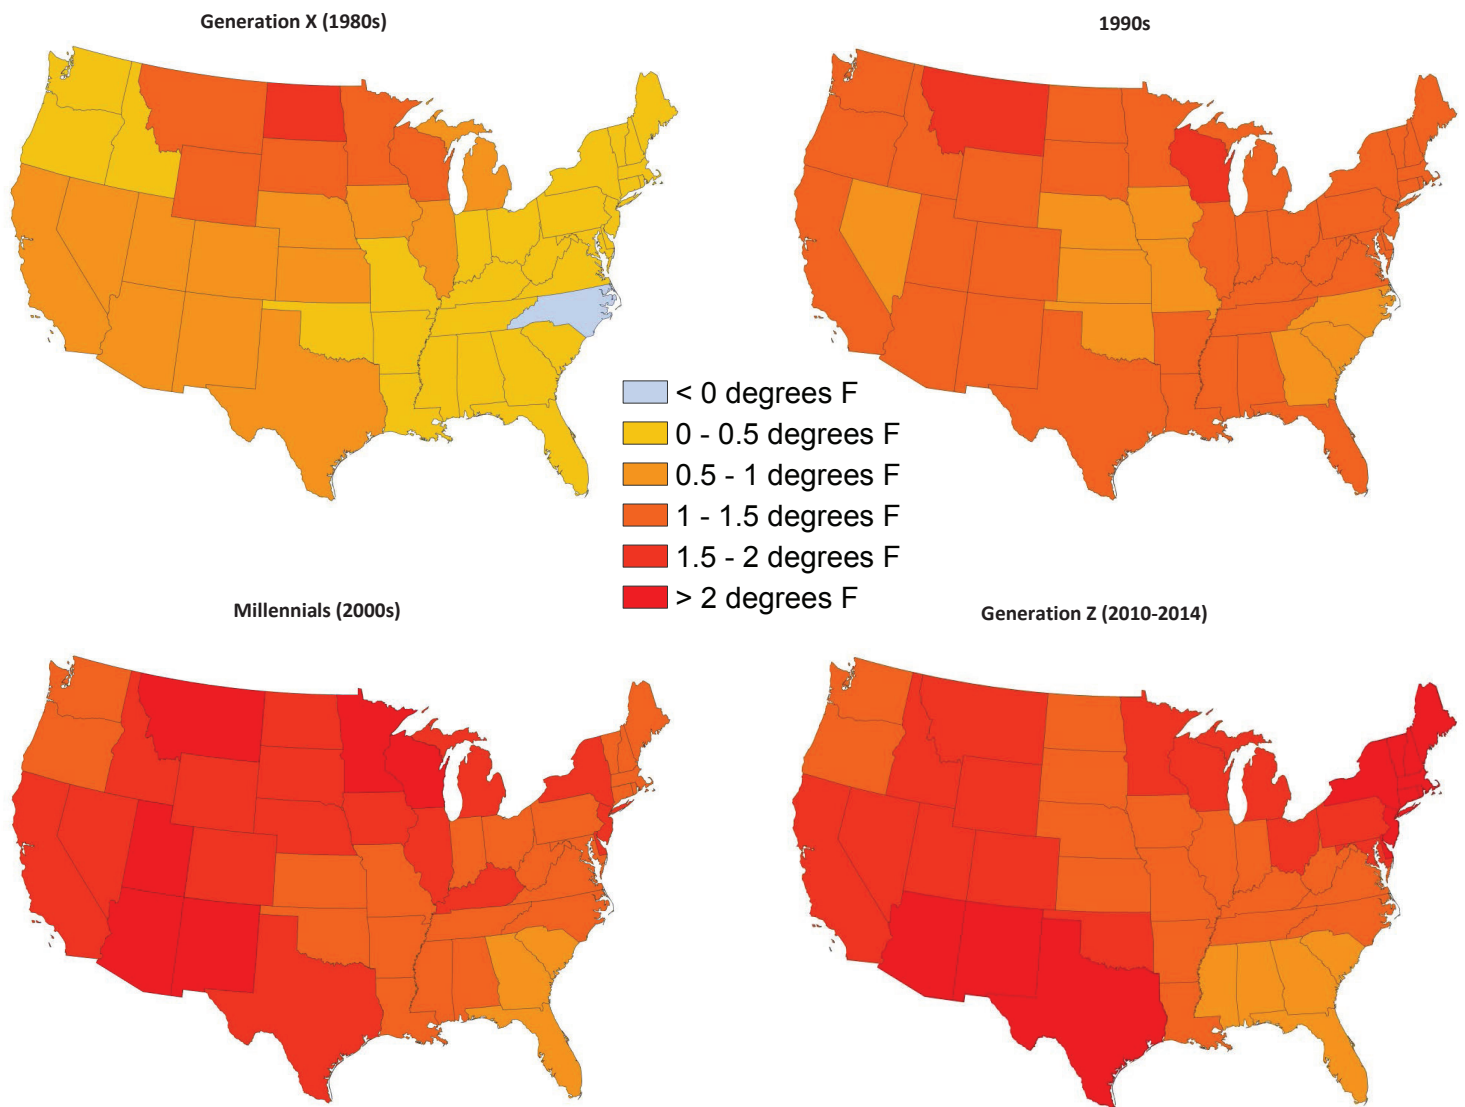 Generation X (1980s)
1990s
< 0 degrees F
0 - 0.5 degrees F
0.5 - 1 degrees F
1 - 1.5 degrees F
1.5 - 2 degrees F
> 2 degrees F
Millennials (2000s)
Generation Z (2010-2014)